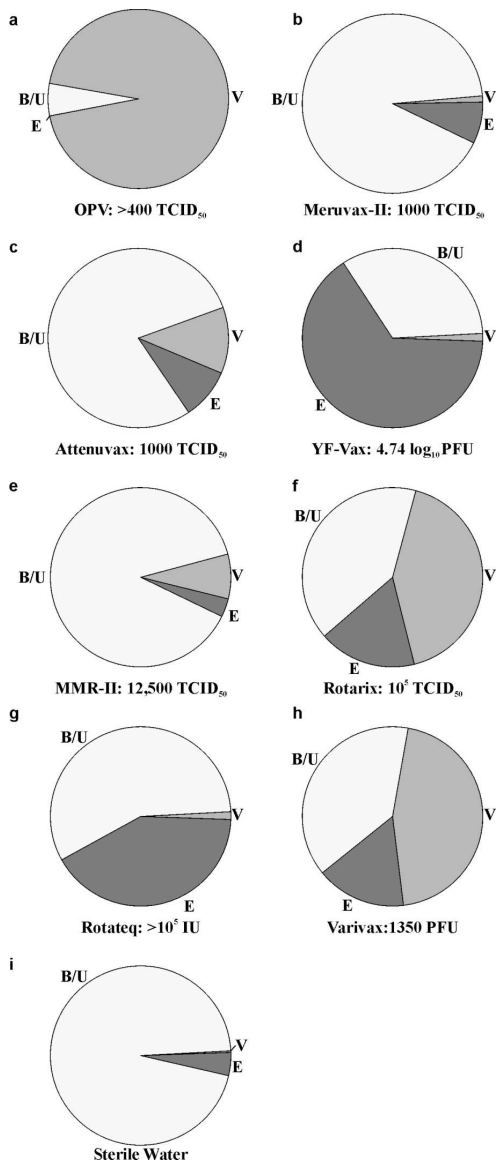 a
B/U
V
E
OPV: >400 TCID₅₀
b
B/U
V
E
Meruvax-II: 1000 TCID₅₀
c
B/U
V
E
Attenuvax: 1000 TCID₅₀
d
B/U
V
E
YF-Vax: 4.74 log₁₀ PFU
e
B/U
V
E
MMR-II: 12,500 TCID₅₀
f
B/U
V
E
Rotarix: 10⁵ TCID₅₀
g
B/U
V
E
Rotateq: >10⁵ IU
h
B/U
V
E
Varivax:1350 PFU
i
B/U
V
E
Sterile Water